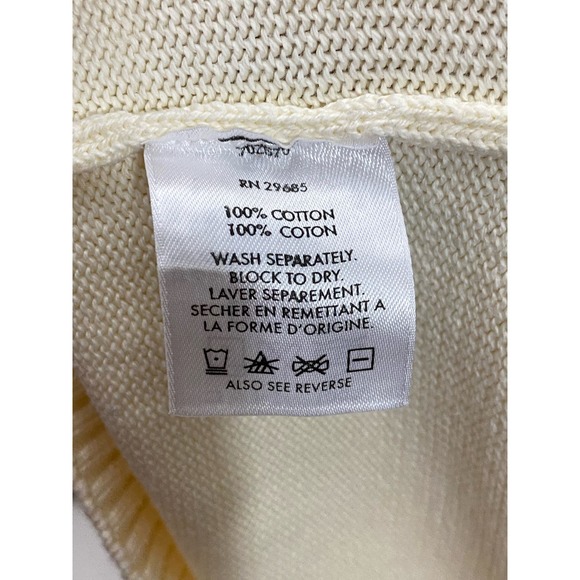 RN 29685
100% COTTON
100% COTON
WASH SEPARATELY.
BLOCK TO DRY.
LAVER SEPAREMENT.
SECHER EN REMETTANT A
LA FORME D'ORIGINE.
ALSO SEE REVERSE